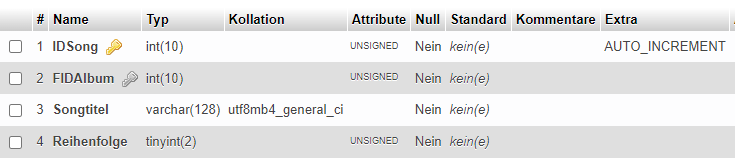 # Name Typ Kollation Attribute Null Standard Kommentare Extra
1 IDSong int(10) UNSIGNED Nein kein(e) AUTO_INCREMENT
2 FIDAlbum int(10) UNSIGNED Nein kein(e)
3 Songtitel varchar(128) utf8mb4_general_ci Nein kein(e)
4 Reihenfolge tinyint(2) UNSIGNED Nein kein(e)